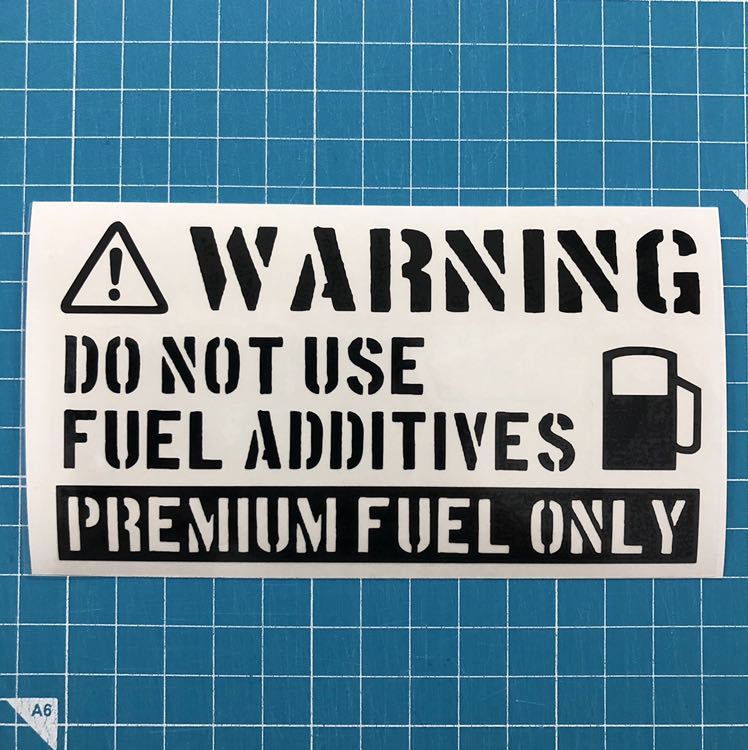 WARNING
DO NOT USE
FUEL ADDITIVES
PREMIUM FUEL ONLY
A6